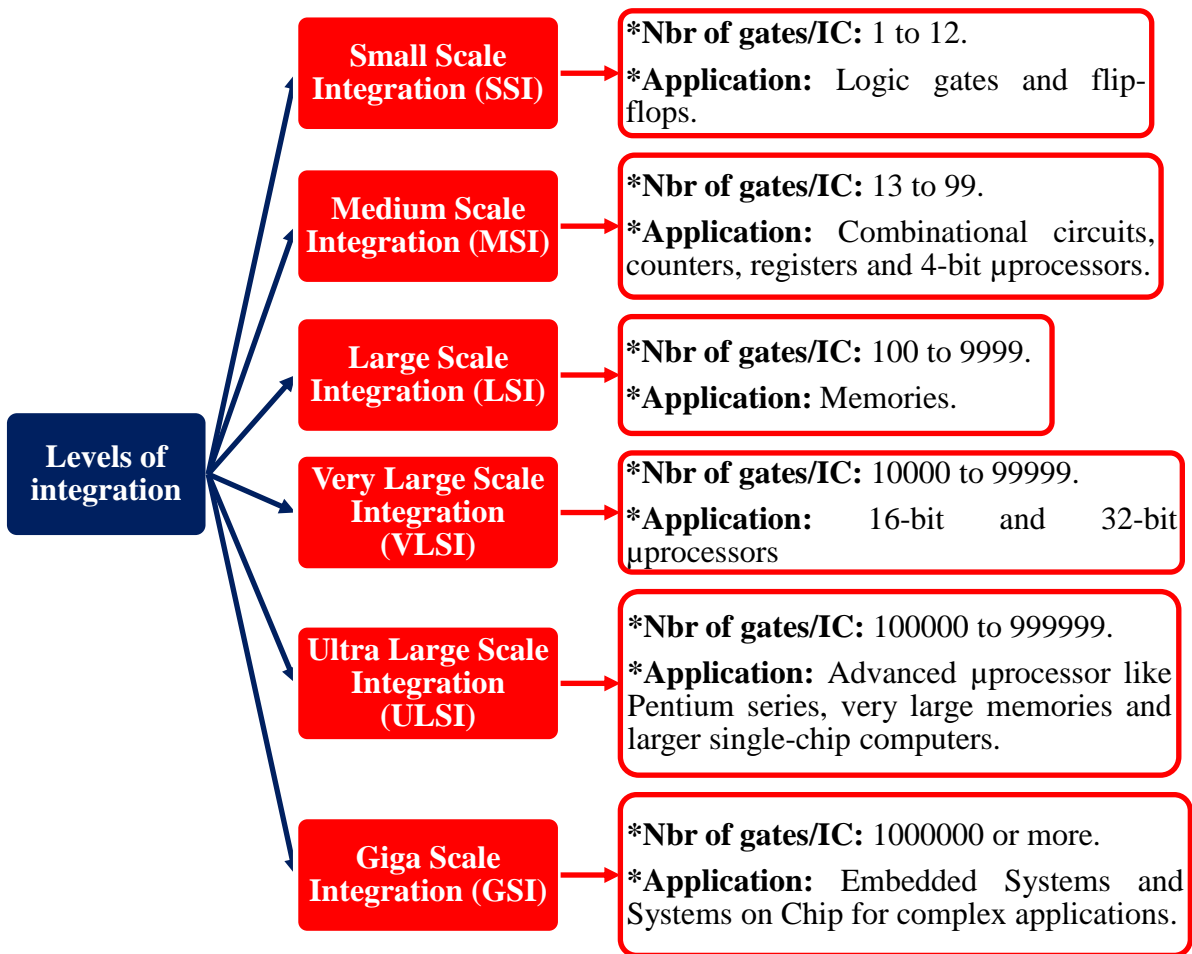 Levels of
integration
Small Scale
Integration (SSI)
*Nbr of gates/IC: 1 to 12.
*Application: Logic gates and flip-
flops.
Medium Scale
Integration (MSI)
*Nbr of gates/IC: 13 to 99.
*Application: Combinational circuits,
counters, registers and 4-bit µprocessors.
Large Scale
Integration (LSI)
*Nbr of gates/IC: 100 to 9999.
*Application: Memories.
Very Large Scale
Integration
(VLSI)
*Nbr of gates/IC: 10000 to 99999.
*Application: 16-bit and 32-bit
µprocessors
Ultra Large Scale
Integration
(ULSI)
*Nbr of gates/IC: 100000 to 999999.
*Application: Advanced µprocessor like
Pentium series, very large memories and
larger single-chip computers.
Giga Scale
Integration (GSI)
*Nbr of gates/IC: 1000000 or more.
*Application: Embedded Systems and
Systems on Chip for complex applications.